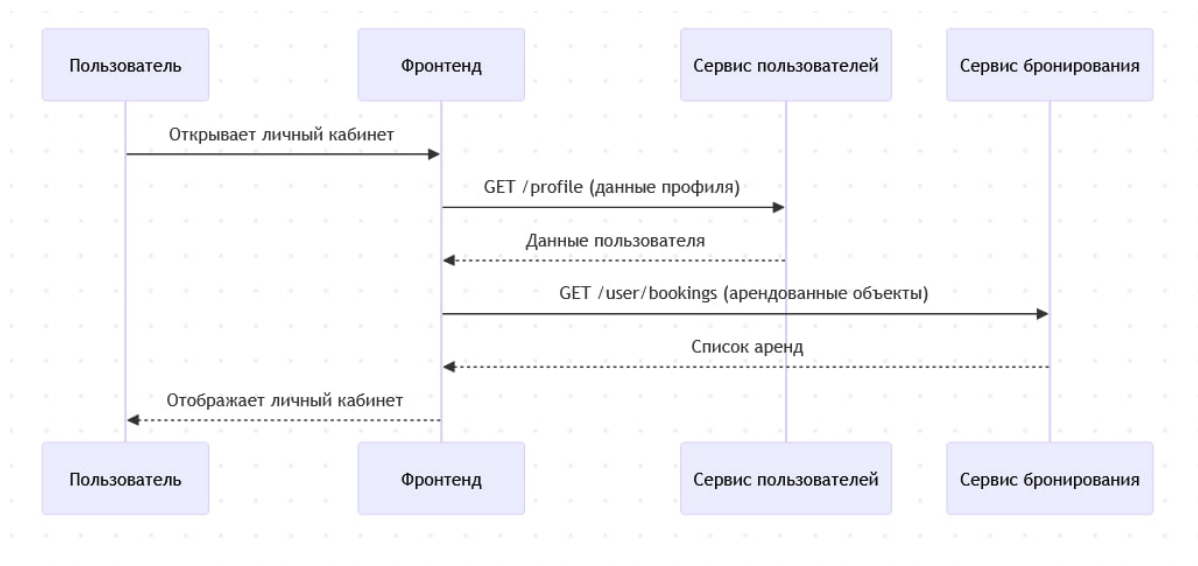 Пользователь
Фронтенд
Сервис пользователей
Сервис бронирования
Открывает личный кабинет
GET /profile (данные профиля)
Данные пользователя
GET /user/bookings (арендованные объекты)
Список аренд
Отображает личный кабинет
Пользователь
Фронтенд
Сервис пользователей
Сервис бронирования